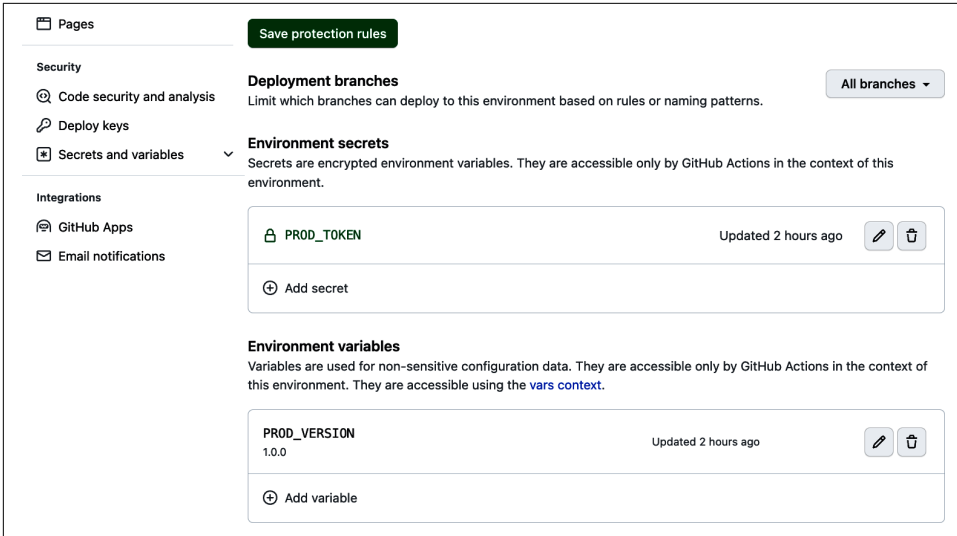 Pages
Security
Code security and analysis
Deploy keys
Secrets and variables
Integrations
GitHub Apps
Email notifications
Save protection rules
Deployment branches
All branches
Limit which branches can deploy to this environment based on rules or naming patterns.
Environment secrets
Secrets are encrypted environment variables. They are accessible only by GitHub Actions in the context of this
environment.
PROD_TOKEN
Updated 2 hours ago
Add secret
Environment variables
Variables are used for non-sensitive configuration data. They are accessible only by GitHub Actions in the context of
this environment. They are accessible using the vars context.
PROD_VERSION
1.0.0
Updated 2 hours ago
Add variable